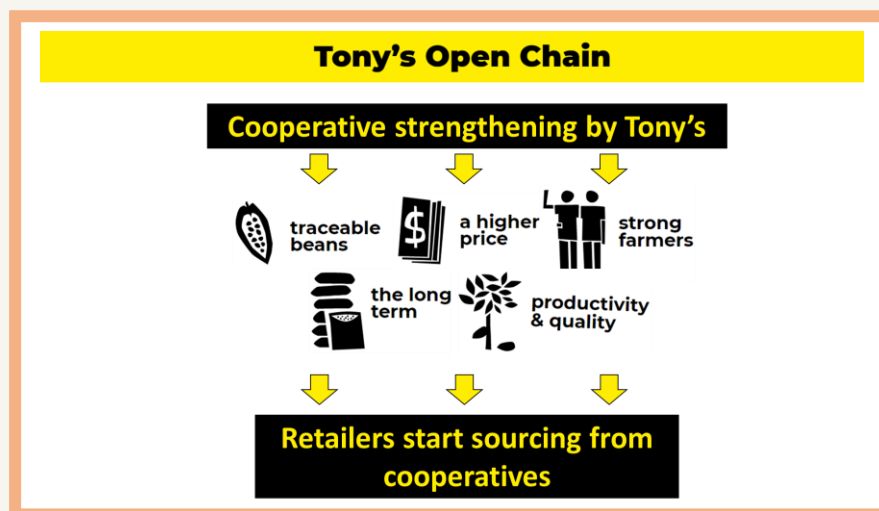 Tony's Open Chain
Cooperative strengthening by Tony's
traceable
beans
$
a higher
price
strong
farmers
the long
term
productivity
& quality
Retailers start sourcing from
cooperatives